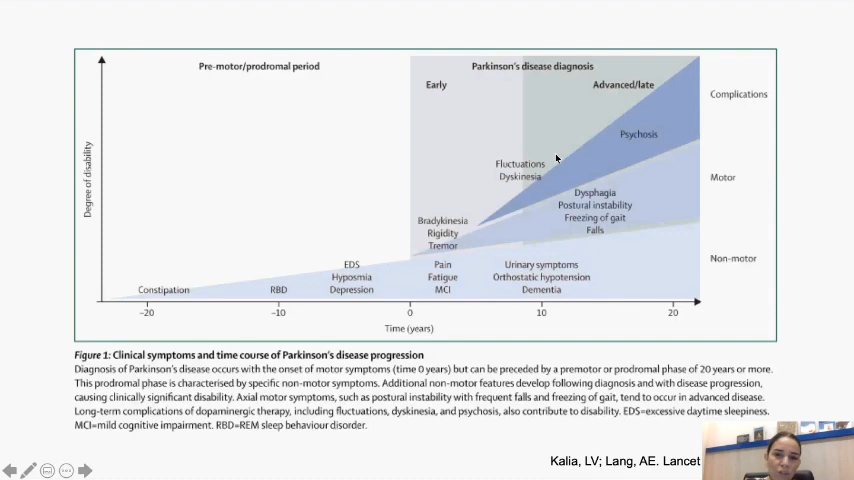 Pre-motor/prodromal period
Parkinson's disease diagnosis
Early
Advanced/late
Complications
Psychosis
Degree of disability
Fluctuations
Dyskinesia
Motor
Dysphagia
Postural instability
Freezing of gait
Falls
Bradykinesia
Rigidity
Tremor
Non-motor
EDS
Hyposmia
Depression
Pain
Fatigue
MCI
Urinary symptoms
Orthostatic hypotension
Dementia
Constipation
RBD
–20
–10
0
10
20
Time (years)
Figure 1: Clinical symptoms and time course of Parkinson's disease progression
Diagnosis of Parkinson's disease occurs with the onset of motor symptoms (time 0 years) but can be preceded by a premotor or prodromal phase of 20 years or more.
This prodromal phase is characterised by specific non-motor symptoms. Additional non-motor features develop following diagnosis and with disease progression,
causing clinically significant disability. Axial motor symptoms, such as postural instability with frequent falls and freezing of gait, tend to occur in advanced disease.
Long-term complications of dopaminergic therapy, including fluctuations, dyskinesia, and psychosis, also contribute to disability. EDS=excessive daytime sleepiness.
MCI=mild cognitive impairment. RBD=REM sleep behaviour disorder.
Kalia, LV; Lang, AE. Lancet